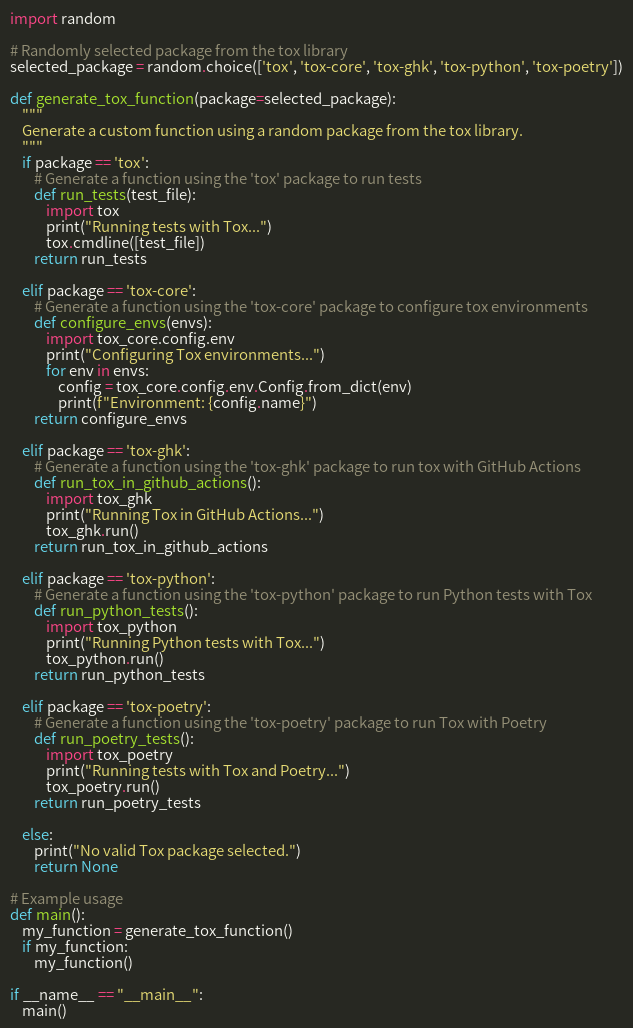 import random

# Randomly selected package from the tox library
selected_package = random.choice(['tox', 'tox-core', 'tox-ghk', 'tox-python', 'tox-poetry'])

def generate_tox_function(package=selected_package):
    """
    Generate a custom function using a random package from the tox library.
    """
    if package == 'tox':
        # Generate a function using the 'tox' package to run tests
        def run_tests(test_file):
            import tox
            print("Running tests with Tox...")
            tox.cmdline([test_file])
        return run_tests

    elif package == 'tox-core':
        # Generate a function using the 'tox-core' package to configure tox environments
        def configure_envs(envs):
            import tox_core.config.env
            print("Configuring Tox environments...")
            for env in envs:
                config = tox_core.config.env.Config.from_dict(env)
                print(f"Environment: {config.name}")
        return configure_envs

    elif package == 'tox-ghk':
        # Generate a function using the 'tox-ghk' package to run tox with GitHub Actions
        def run_tox_in_github_actions():
            import tox_ghk
            print("Running Tox in GitHub Actions...")
            tox_ghk.run()
        return run_tox_in_github_actions

    elif package == 'tox-python':
        # Generate a function using the 'tox-python' package to run Python tests with Tox
        def run_python_tests():
            import tox_python
            print("Running Python tests with Tox...")
            tox_python.run()
        return run_python_tests

    elif package == 'tox-poetry':
        # Generate a function using the 'tox-poetry' package to run Tox with Poetry
        def run_poetry_tests():
            import tox_poetry
            print("Running tests with Tox and Poetry...")
            tox_poetry.run()
        return run_poetry_tests

    else:
        print("No valid Tox package selected.")
        return None

# Example usage
def main():
    my_function = generate_tox_function()
    if my_function:
        my_function()

if __name__ == "__main__":
    main()